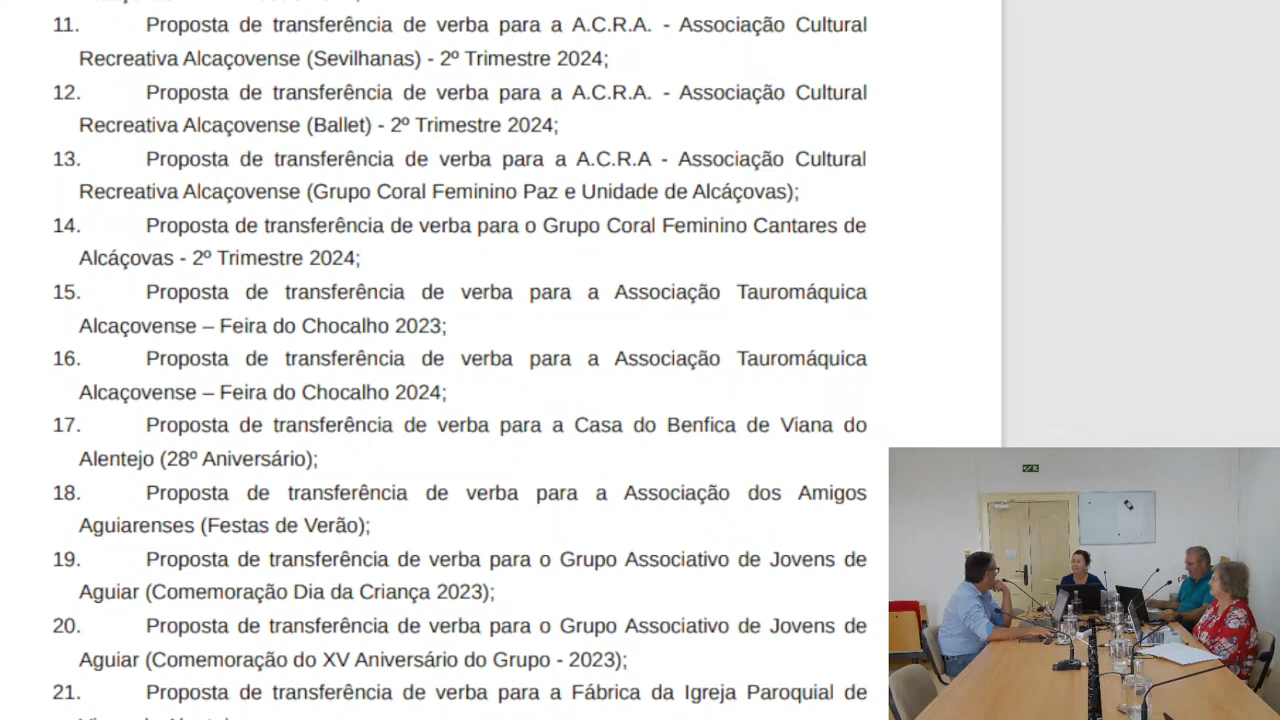 11. Proposta de transferência de verba para a A.C.R.A. - Associação Cultural
Recreativa Alcaçovense (Sevilhanas) - 2º Trimestre 2024;
12. Proposta de transferência de verba para a A.C.R.A. - Associação Cultural
Recreativa Alcaçovense (Ballet) - 2º Trimestre 2024;
13. Proposta de transferência de verba para a A.C.R.A - Associação Cultural
Recreativa Alcaçovense (Grupo Coral Feminino Paz e Unidade de Alcáçovas);
14. Proposta de transferência de verba para o Grupo Coral Feminino Cantares de
Alcáçovas - 2º Trimestre 2024;
15. Proposta de transferência de verba para a Associação Tauromáquica
Alcaçovense – Feira do Chocalho 2023;
16. Proposta de transferência de verba para a Associação Tauromáquica
Alcaçovense – Feira do Chocalho 2024;
17. Proposta de transferência de verba para a Casa do Benfica de Viana do
Alentejo (28º Aniversário);
18. Proposta de transferência de verba para a Associação dos Amigos
Aguiarenses (Festas de Verão);
19. Proposta de transferência de verba para o Grupo Associativo de Jovens de
Aguiar (Comemoração Dia da Criança 2023);
20. Proposta de transferência de verba para o Grupo Associativo de Jovens de
Aguiar (Comemoração do XV Aniversário do Grupo - 2023);
21. Proposta de transferência de verba para a Fábrica da Igreja Paroquial de